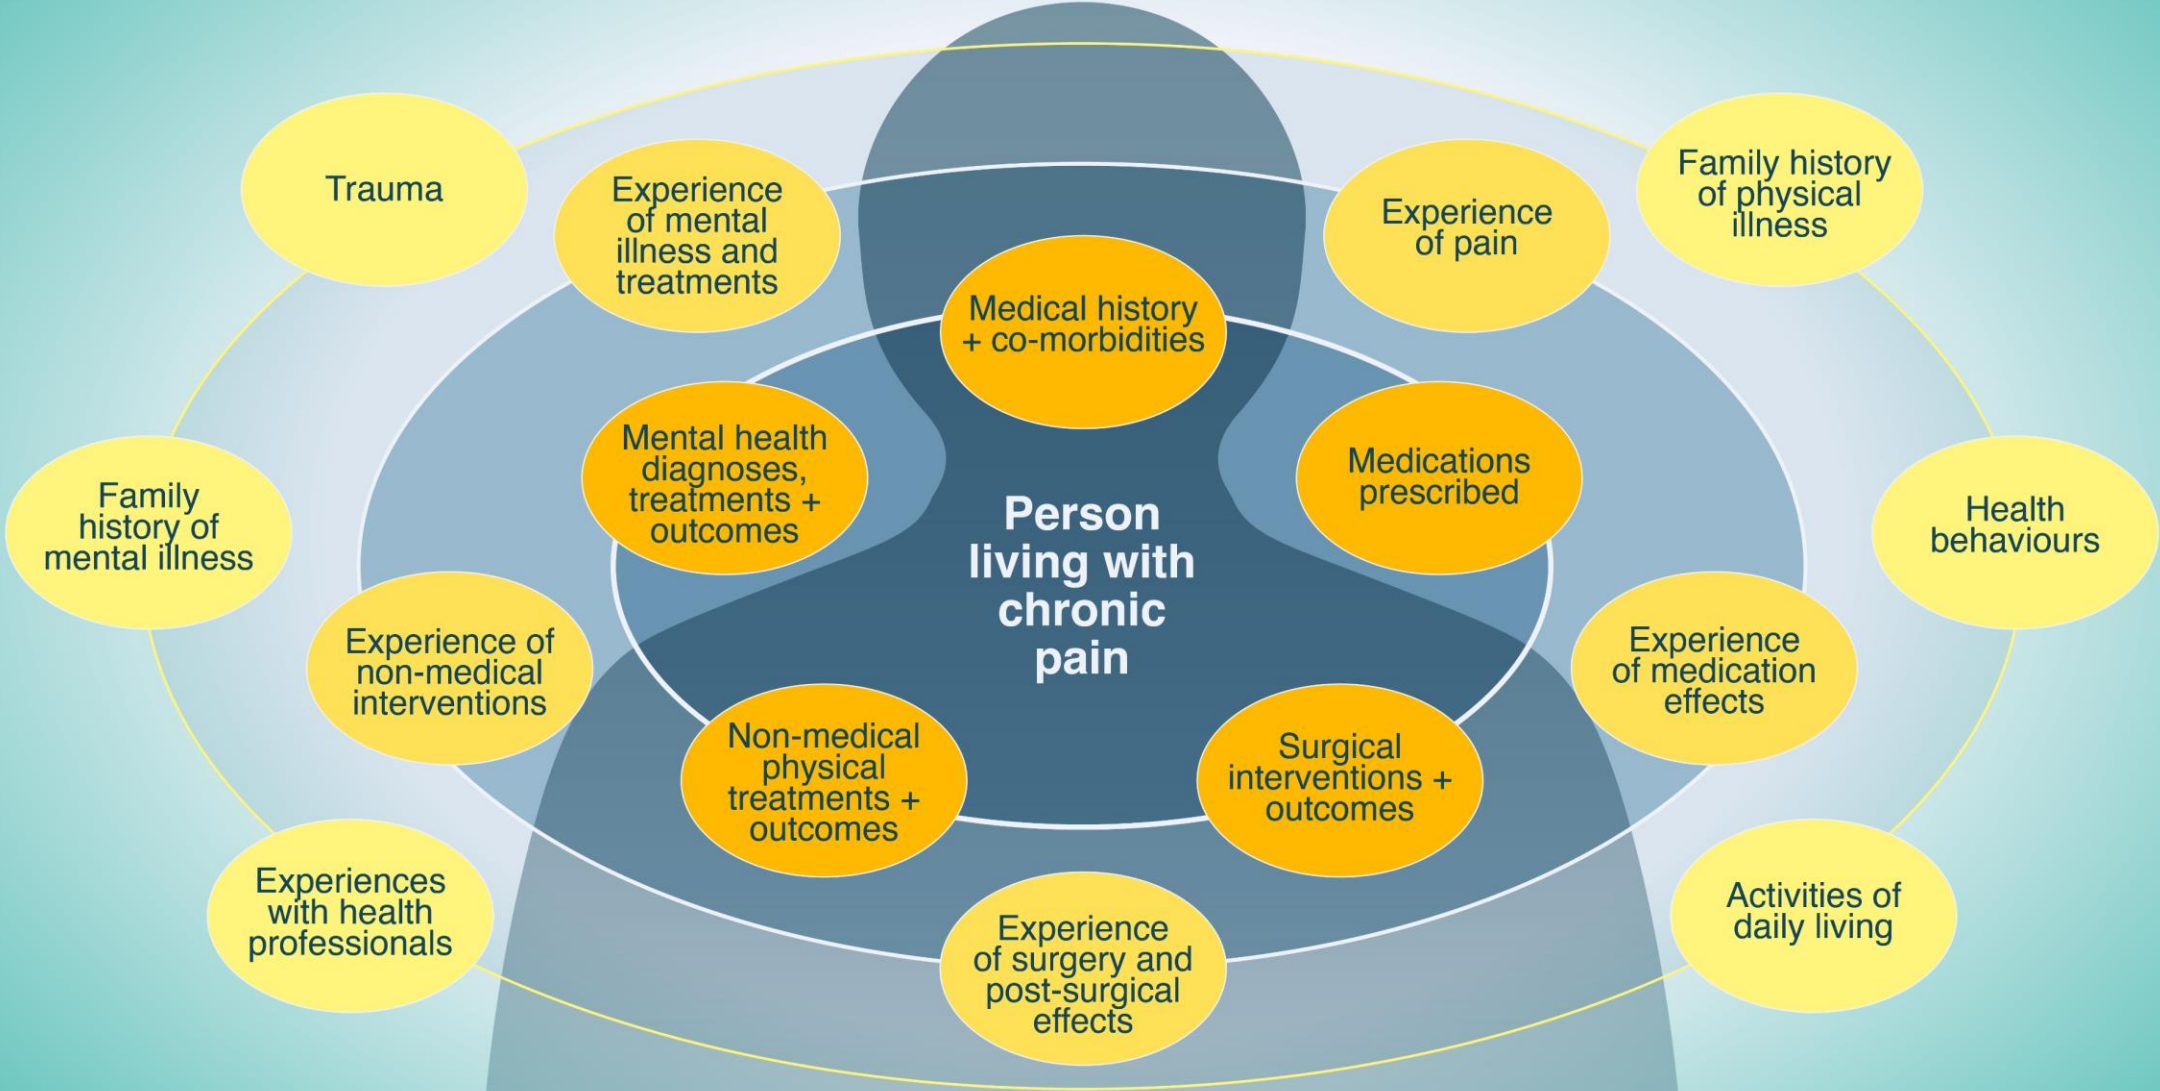 Trauma
Experience
of mental
illness and
treatments
Experience
of pain
Family history
of physical
illness
Medical history
+ co-morbidities
Mental health
diagnoses,
treatments +
outcomes
Medications
prescribed
Family
history of
mental illness
Person
living with
chronic
pain
Health
behaviours
Experience of
non-medical
interventions
Experience
of medication
effects
Non-medical
physical
treatments +
outcomes
Surgical
interventions +
outcomes
Experiences
with health
professionals
Experience
of surgery and
post-surgical
effects
Activities of
daily living